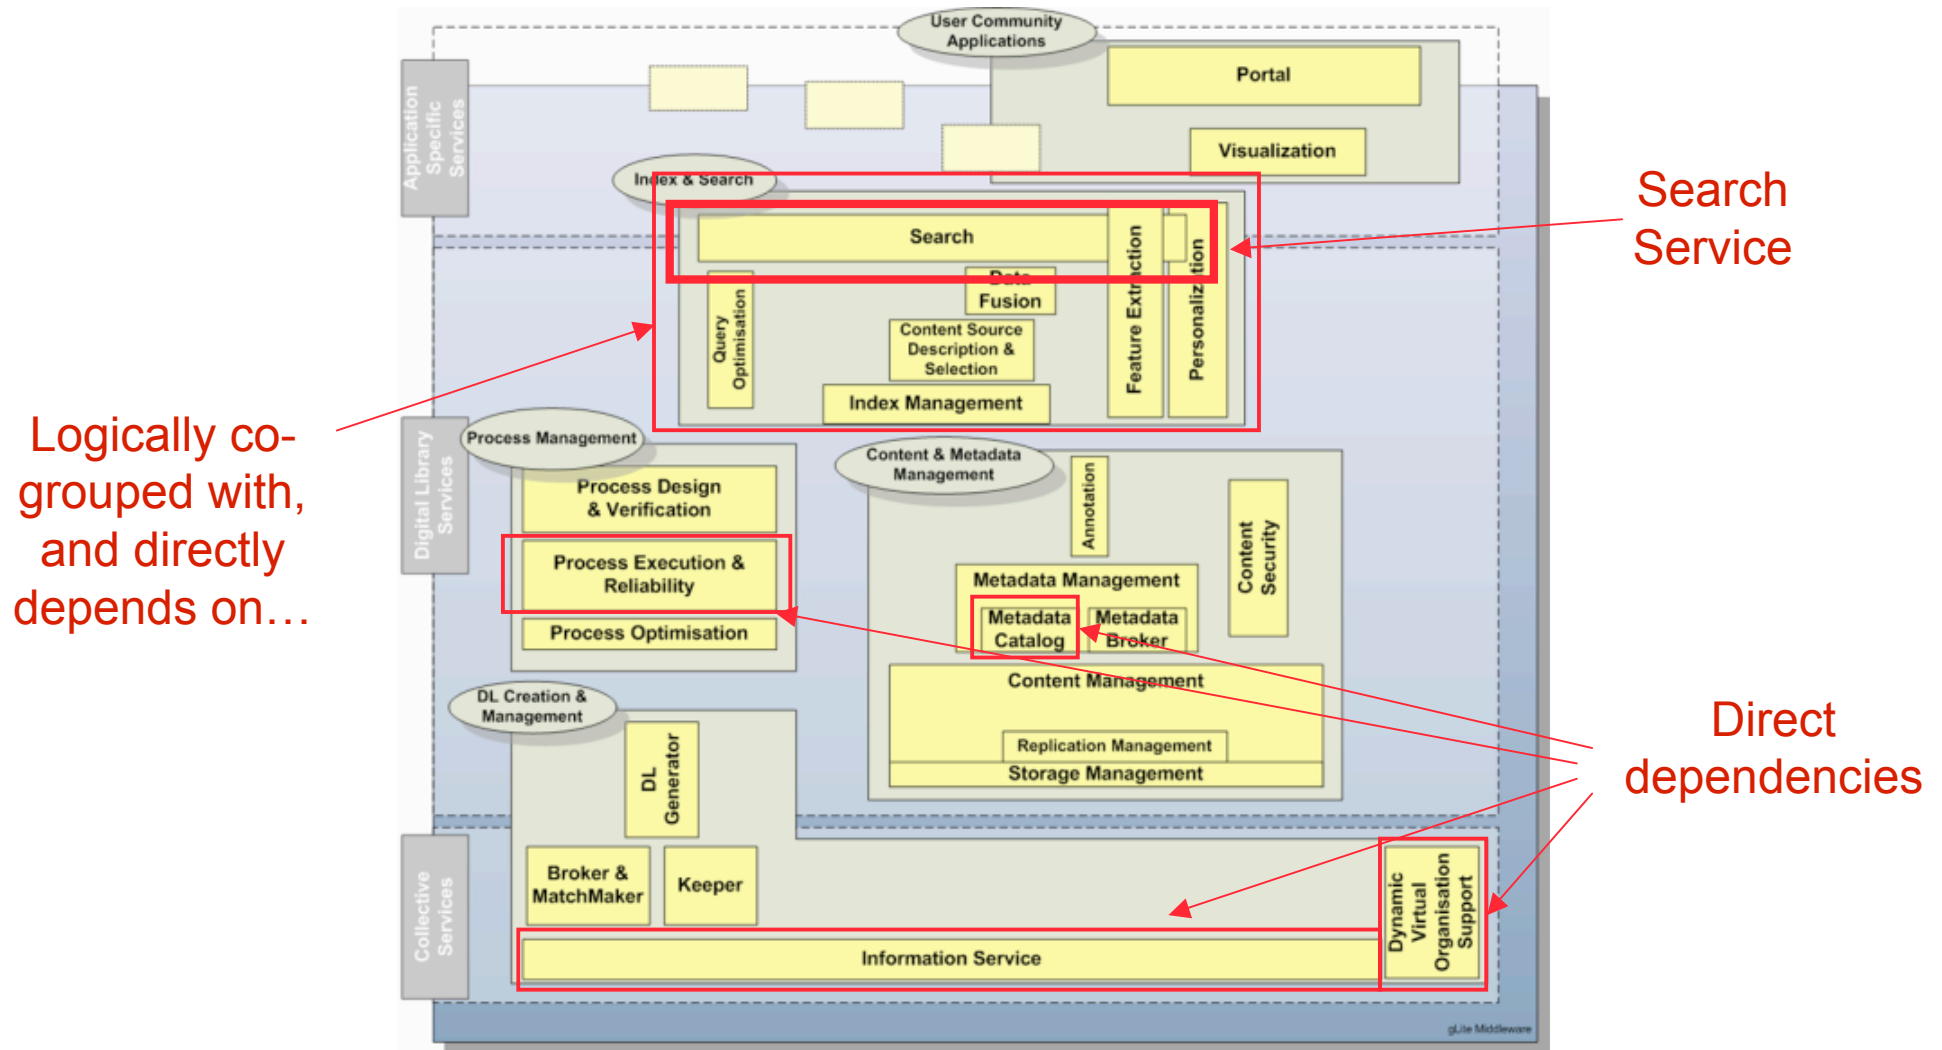 User Community
Applications
Portal
Visualization
Application
Specific
Services
Index & Search
Search
Data
Fusion
Query
Optimisation
Content Source
Description &
Selection
Index Management
Feature Extraction
Personalization
Search
Service
Logically co-
grouped with,
and directly
depends on…
Digital Library
Services
Process Management
Process Design
& Verification
Process Execution &
Reliability
Process Optimisation
Content & Metadata
Management
Annotation
Content
Security
Metadata Management
Metadata
Catalog
Metadata
Broker
Content Management
Replication Management
Storage Management
Direct
dependencies
DL Creation &
Management
DL
Generator
Collective
Services
Broker &
MatchMaker
Keeper
Information Service
Dynamic
Virtual
Organisation
Support
gLite Middleware